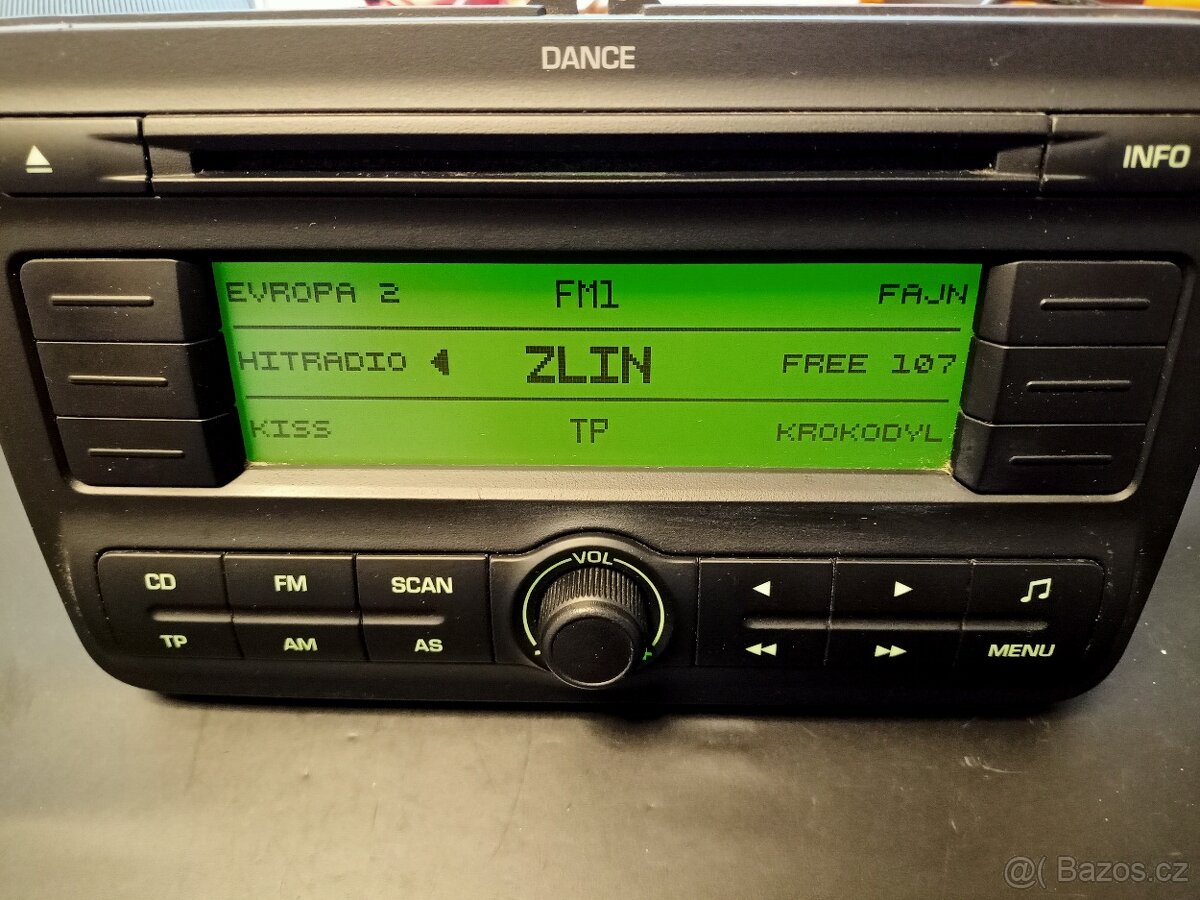 DANCE
INFO
EVROPA 2 FM1 FAJN
HITRADIO ZLIN FREE 107
KISS TP KROKODYL
VOL
CD FM SCAN
TP AM AS MENU
@( Bazos.cz